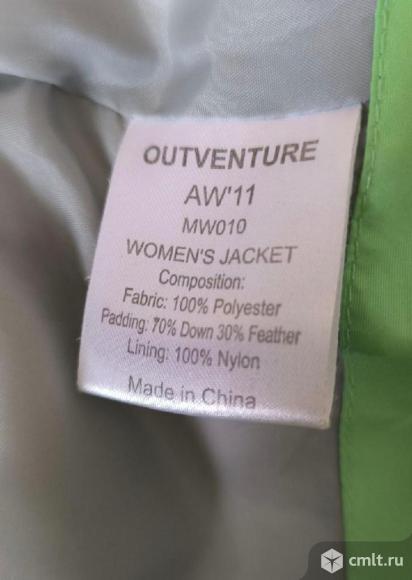 OUTVENTURE
AW'11
MW010
WOMEN'S JACKET
Composition:
Fabric: 100% Polyester
Padding: 70% Down 30% Feather
Lining: 100% Nylon
Made in China
cmlt.ru